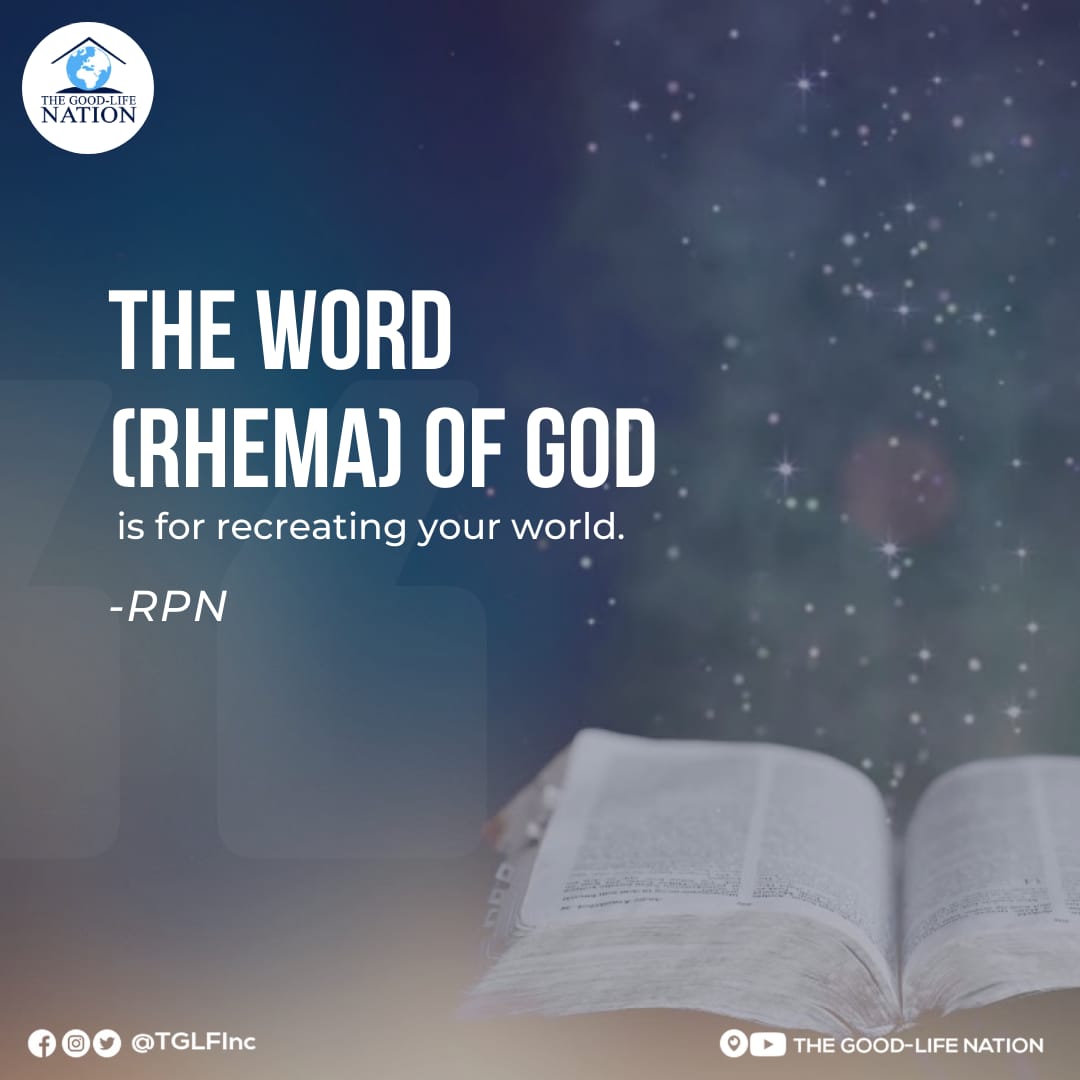 THE GOOD-LIFE
NATION
THE WORD
(RHEMA) OF GOD
is for recreating your world.
-RPN
@TGLFInc
THE GOOD-LIFE NATION